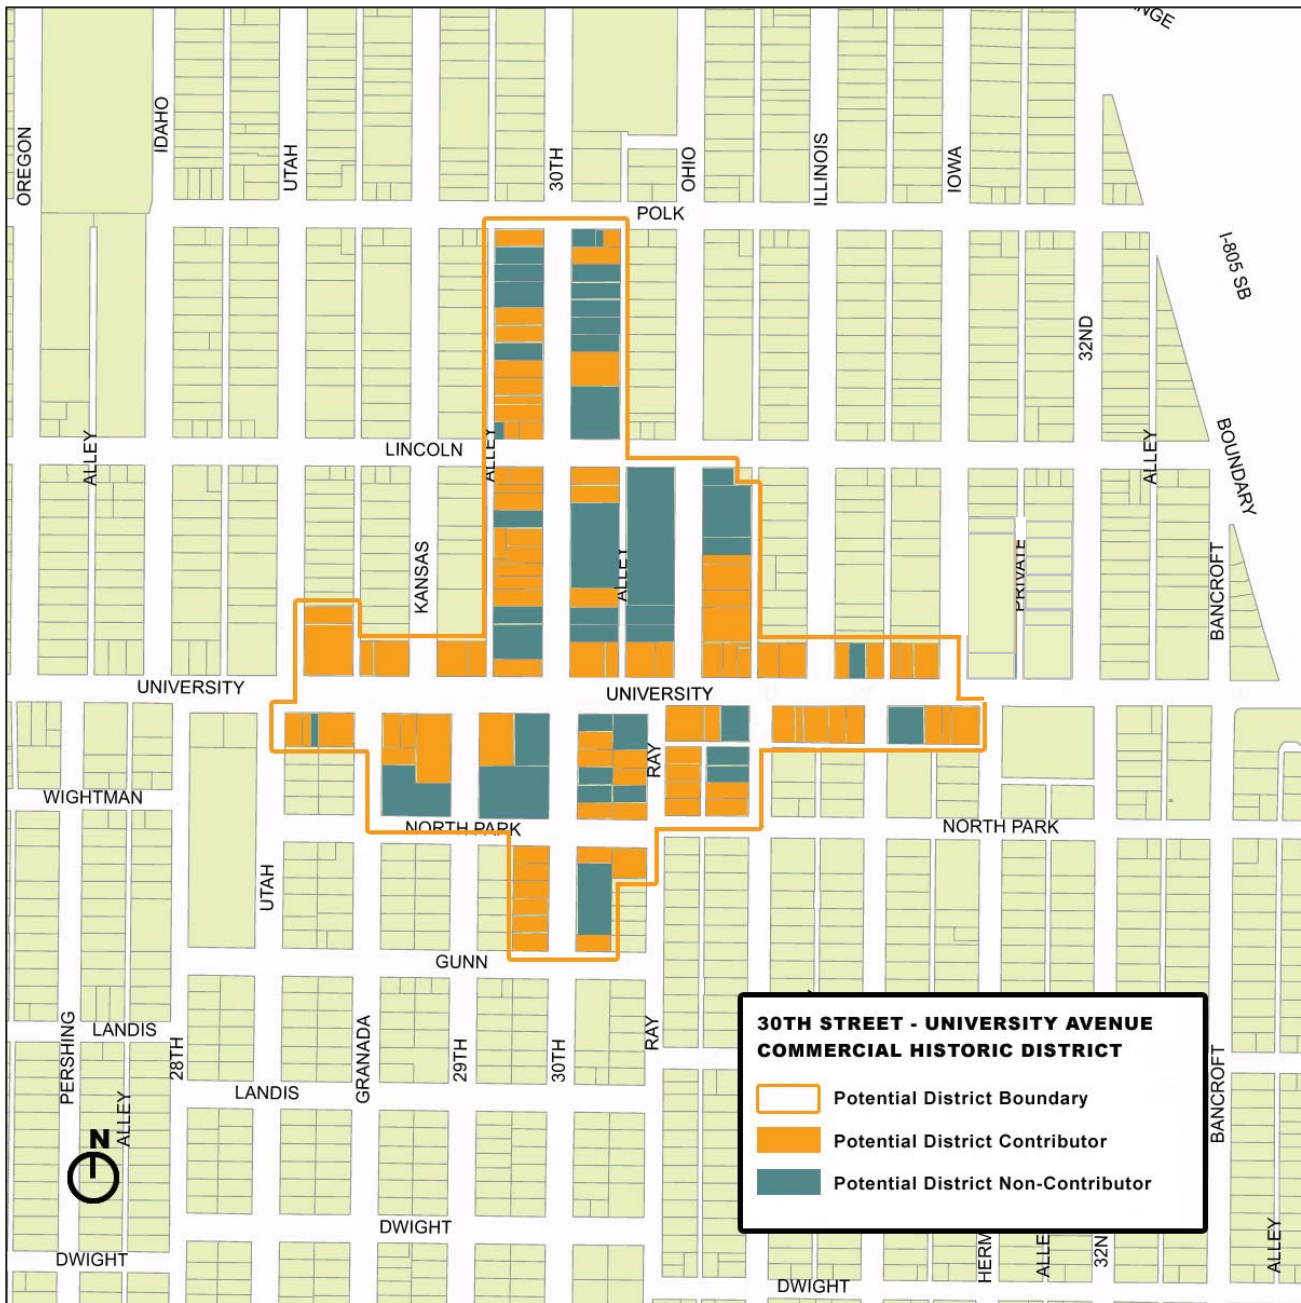 NGE
OREGON
IDAHO
UTAH
30TH
OHIO
ILLINOIS
IOWA
POLK
I-805 SB
32ND
ALLEY
LINCOLN
ALLEY
ALLEY
BOUNDARY
KANSAS
ALLEY
PRIVATE
BANCROFT
UNIVERSITY
UNIVERSITY
RAY
WIGHTMAN
NORTH PARK
NORTH PARK
UTAH
GUNN
PERSHING
LANDIS
28TH
GRANADA
29TH
30TH
RAY
LANDIS
ALLEY
N
DWIGHT
DWIGHT
30TH STREET - UNIVERSITY AVENUE
COMMERCIAL HISTORIC DISTRICT
Potential District Boundary
Potential District Contributor
Potential District Non-Contributor
BANCROFT
HERM
ALLE
32N
ALLEY
DWIGHT